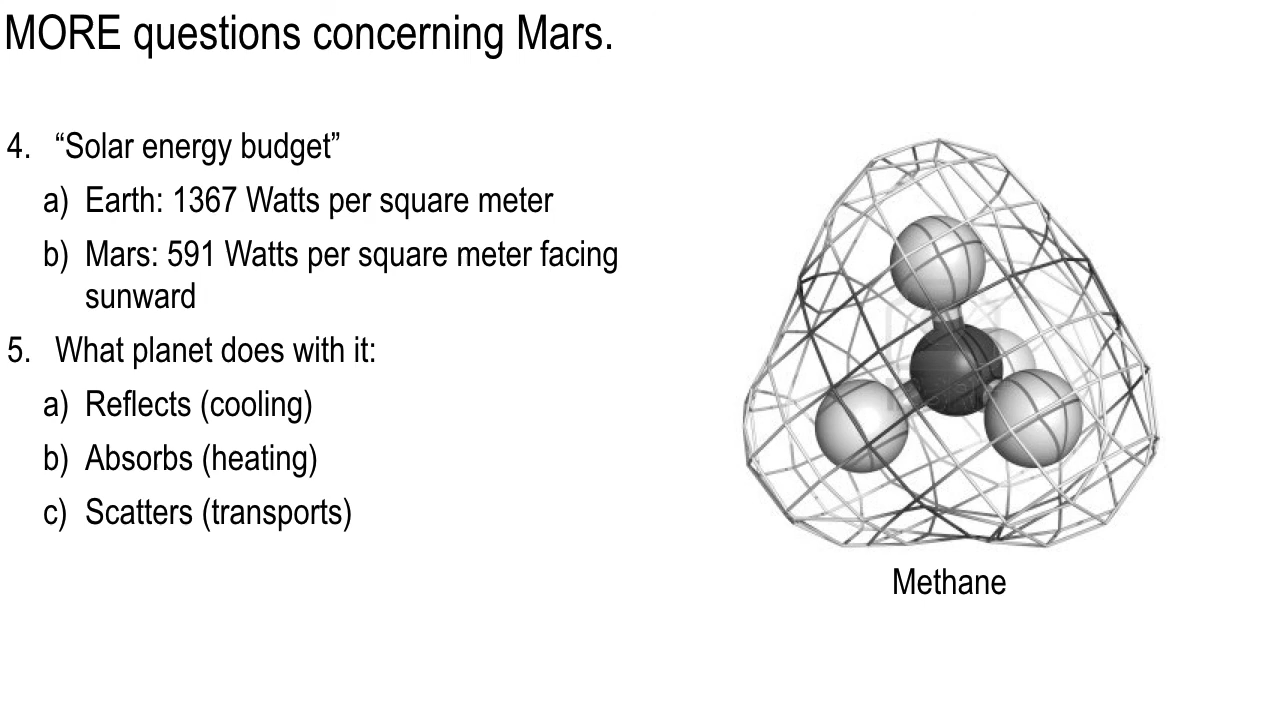 MORE questions concerning Mars.
4. “Solar energy budget”
a) Earth: 1367 Watts per square meter
b) Mars: 591 Watts per square meter facing
sunward
5. What planet does with it:
a) Reflects (cooling)
b) Absorbs (heating)
c) Scatters (transports)
Methane